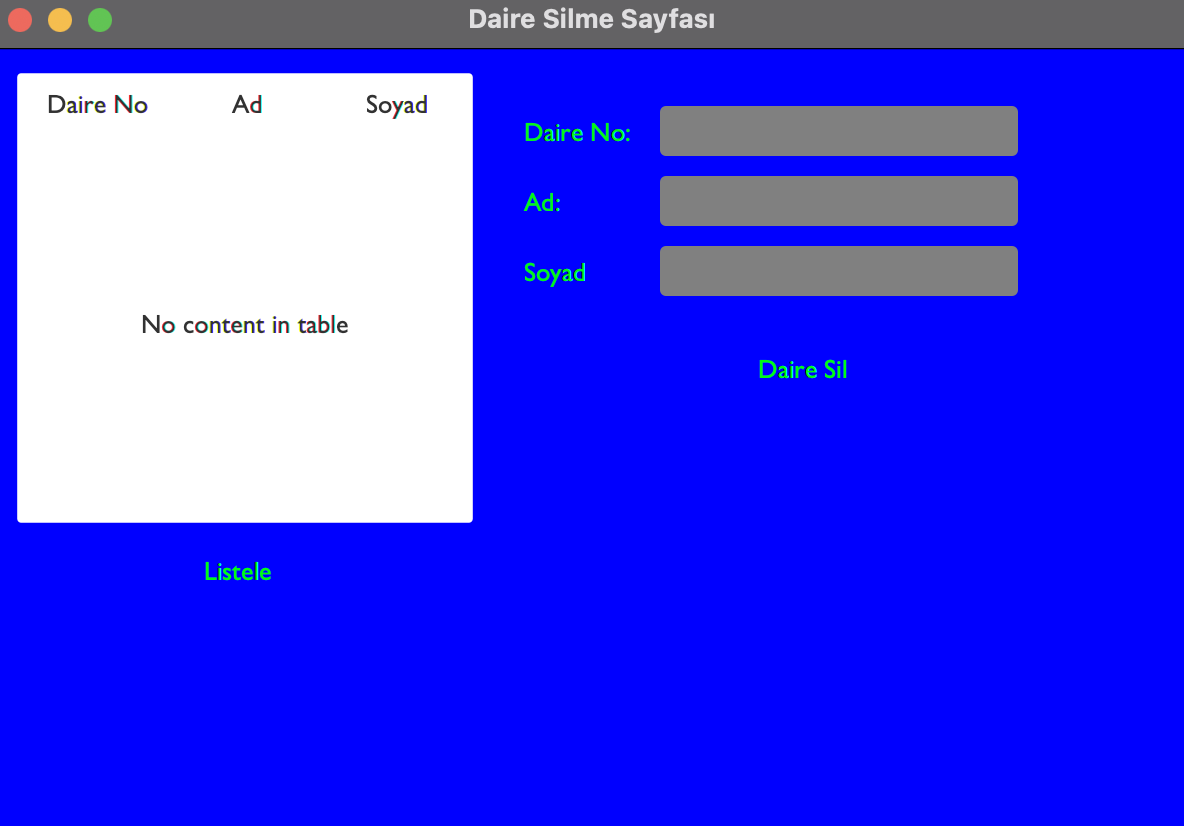 Daire Silme Sayfası
Daire No Ad Soyad
No content in table
Listele
Daire No:
Ad:
Soyad
Daire Sil